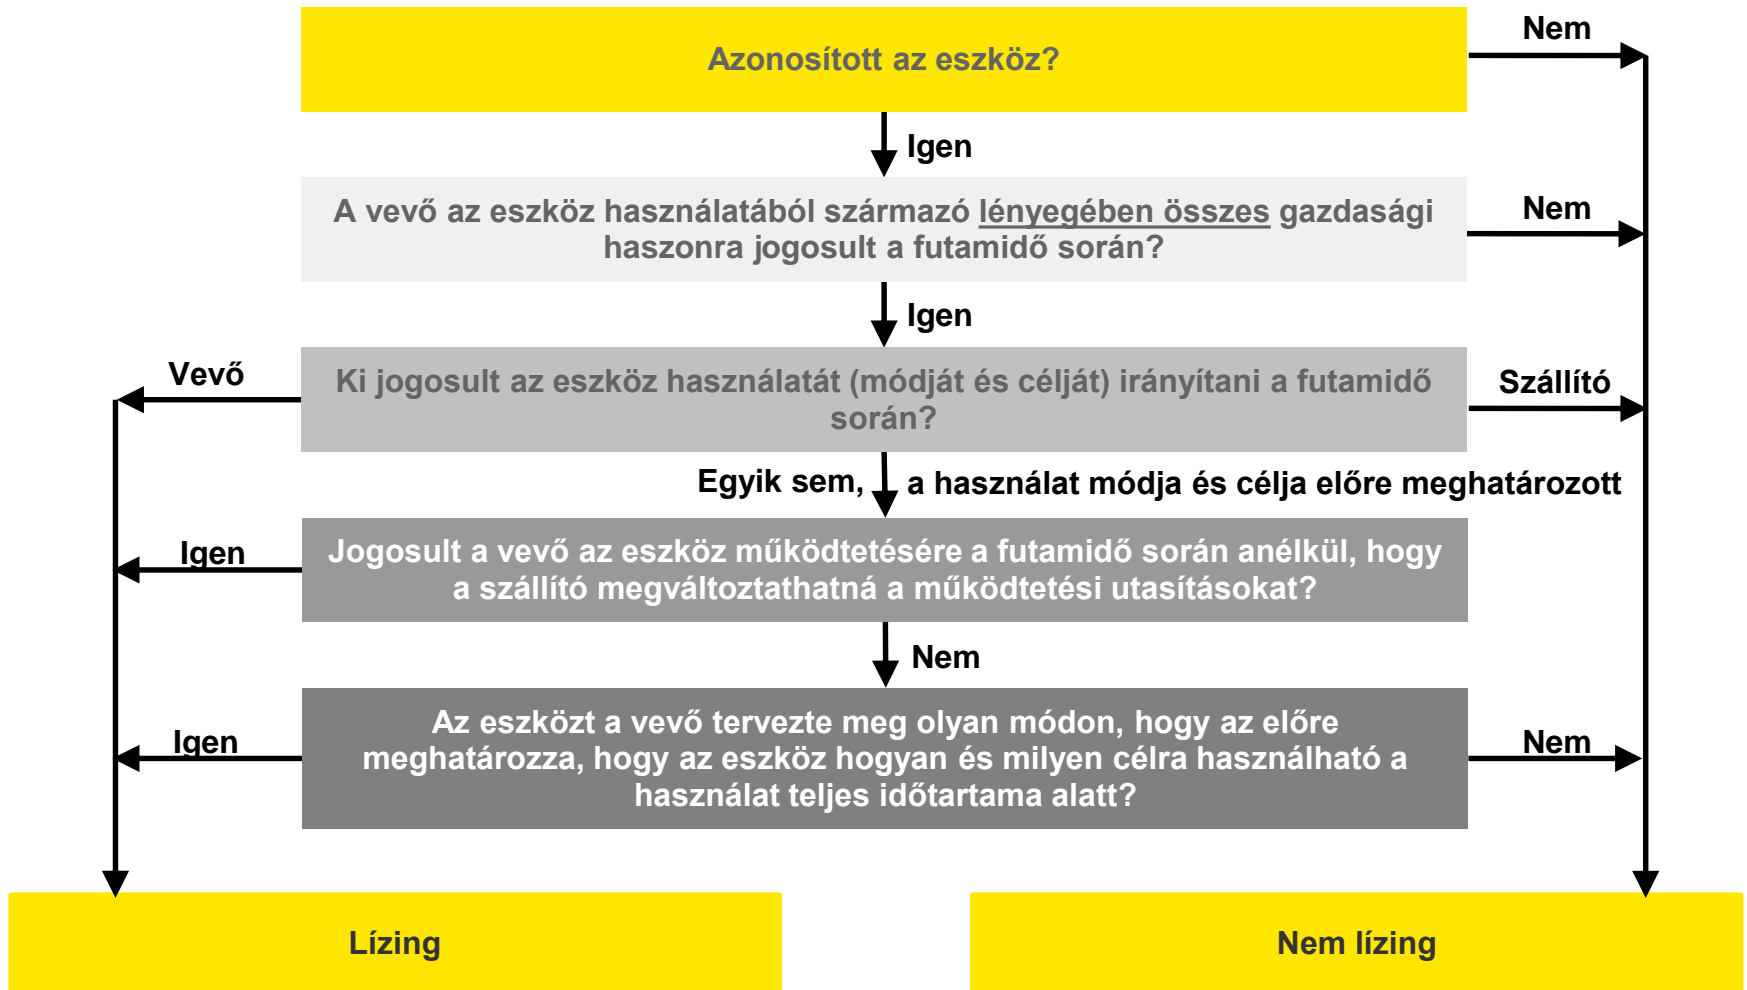 Azonosított az eszköz?
Nem
Igen
A vevő az eszköz használatából származó lényegében összes gazdasági
haszonra jogosult a futamidő során?
Nem
Igen
Vevő
Ki jogosult az eszköz használatát (módját és célját) irányítani a futamidő
során?
Szállító
Egyik sem, a használat módja és célja előre meghatározott
Igen
Jogosult a vevő az eszköz működtetésére a futamidő során anélkül, hogy
a szállító megváltoztathatná a működtetési utasításokat?
Nem
Igen
Az eszközt a vevő tervezte meg olyan módon, hogy az előre
meghatározza, hogy az eszköz hogyan és milyen célra használható a
használat teljes időtartama alatt?
Nem
Lízing
Nem lízing